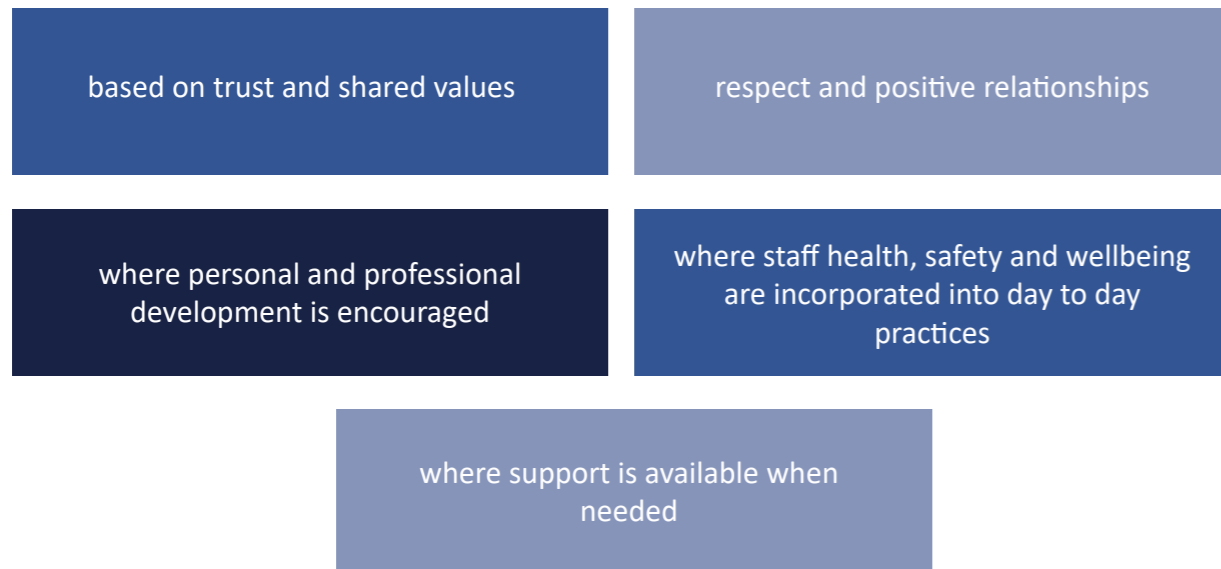 based on trust and shared values
respect and positive relationships
where personal and professional
development is encouraged
where staff health, safety and wellbeing
are incorporated into day to day
practices
where support is available when
needed